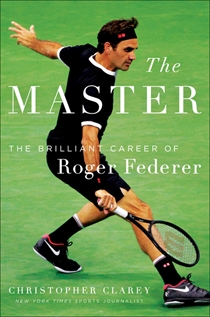 The
MASTER
THE BRILLIANT CAREER OF
Roger Federer
CHRISTOPHER CLAREY
NEW YORK TIMES SPORTS JOURNALIST